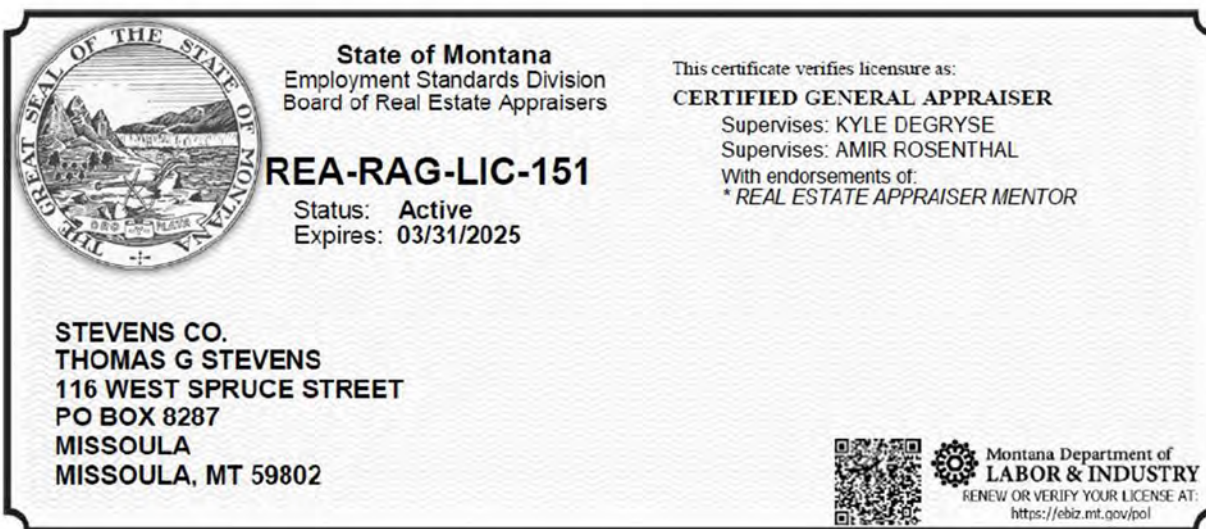 THE GREAT SEAL OF THE STATE OF MONTANA
ORO Y PLATA
State of Montana
Employment Standards Division
Board of Real Estate Appraisers
REA-RAG-LIC-151
Status: Active
Expires: 03/31/2025
This certificate verifies licensure as:
CERTIFIED GENERAL APPRAISER
Supervises: KYLE DEGRYSE
Supervises: AMIR ROSENTHAL
With endorsements of:
* REAL ESTATE APPRAISER MENTOR
STEVENS CO.
THOMAS G STEVENS
116 WEST SPRUCE STREET
PO BOX 8287
MISSOULA
MISSOULA, MT 59802
Montana Department of
LABOR & INDUSTRY
RENEW OR VERIFY YOUR LICENSE AT:
https://ebiz.mt.gov/pol